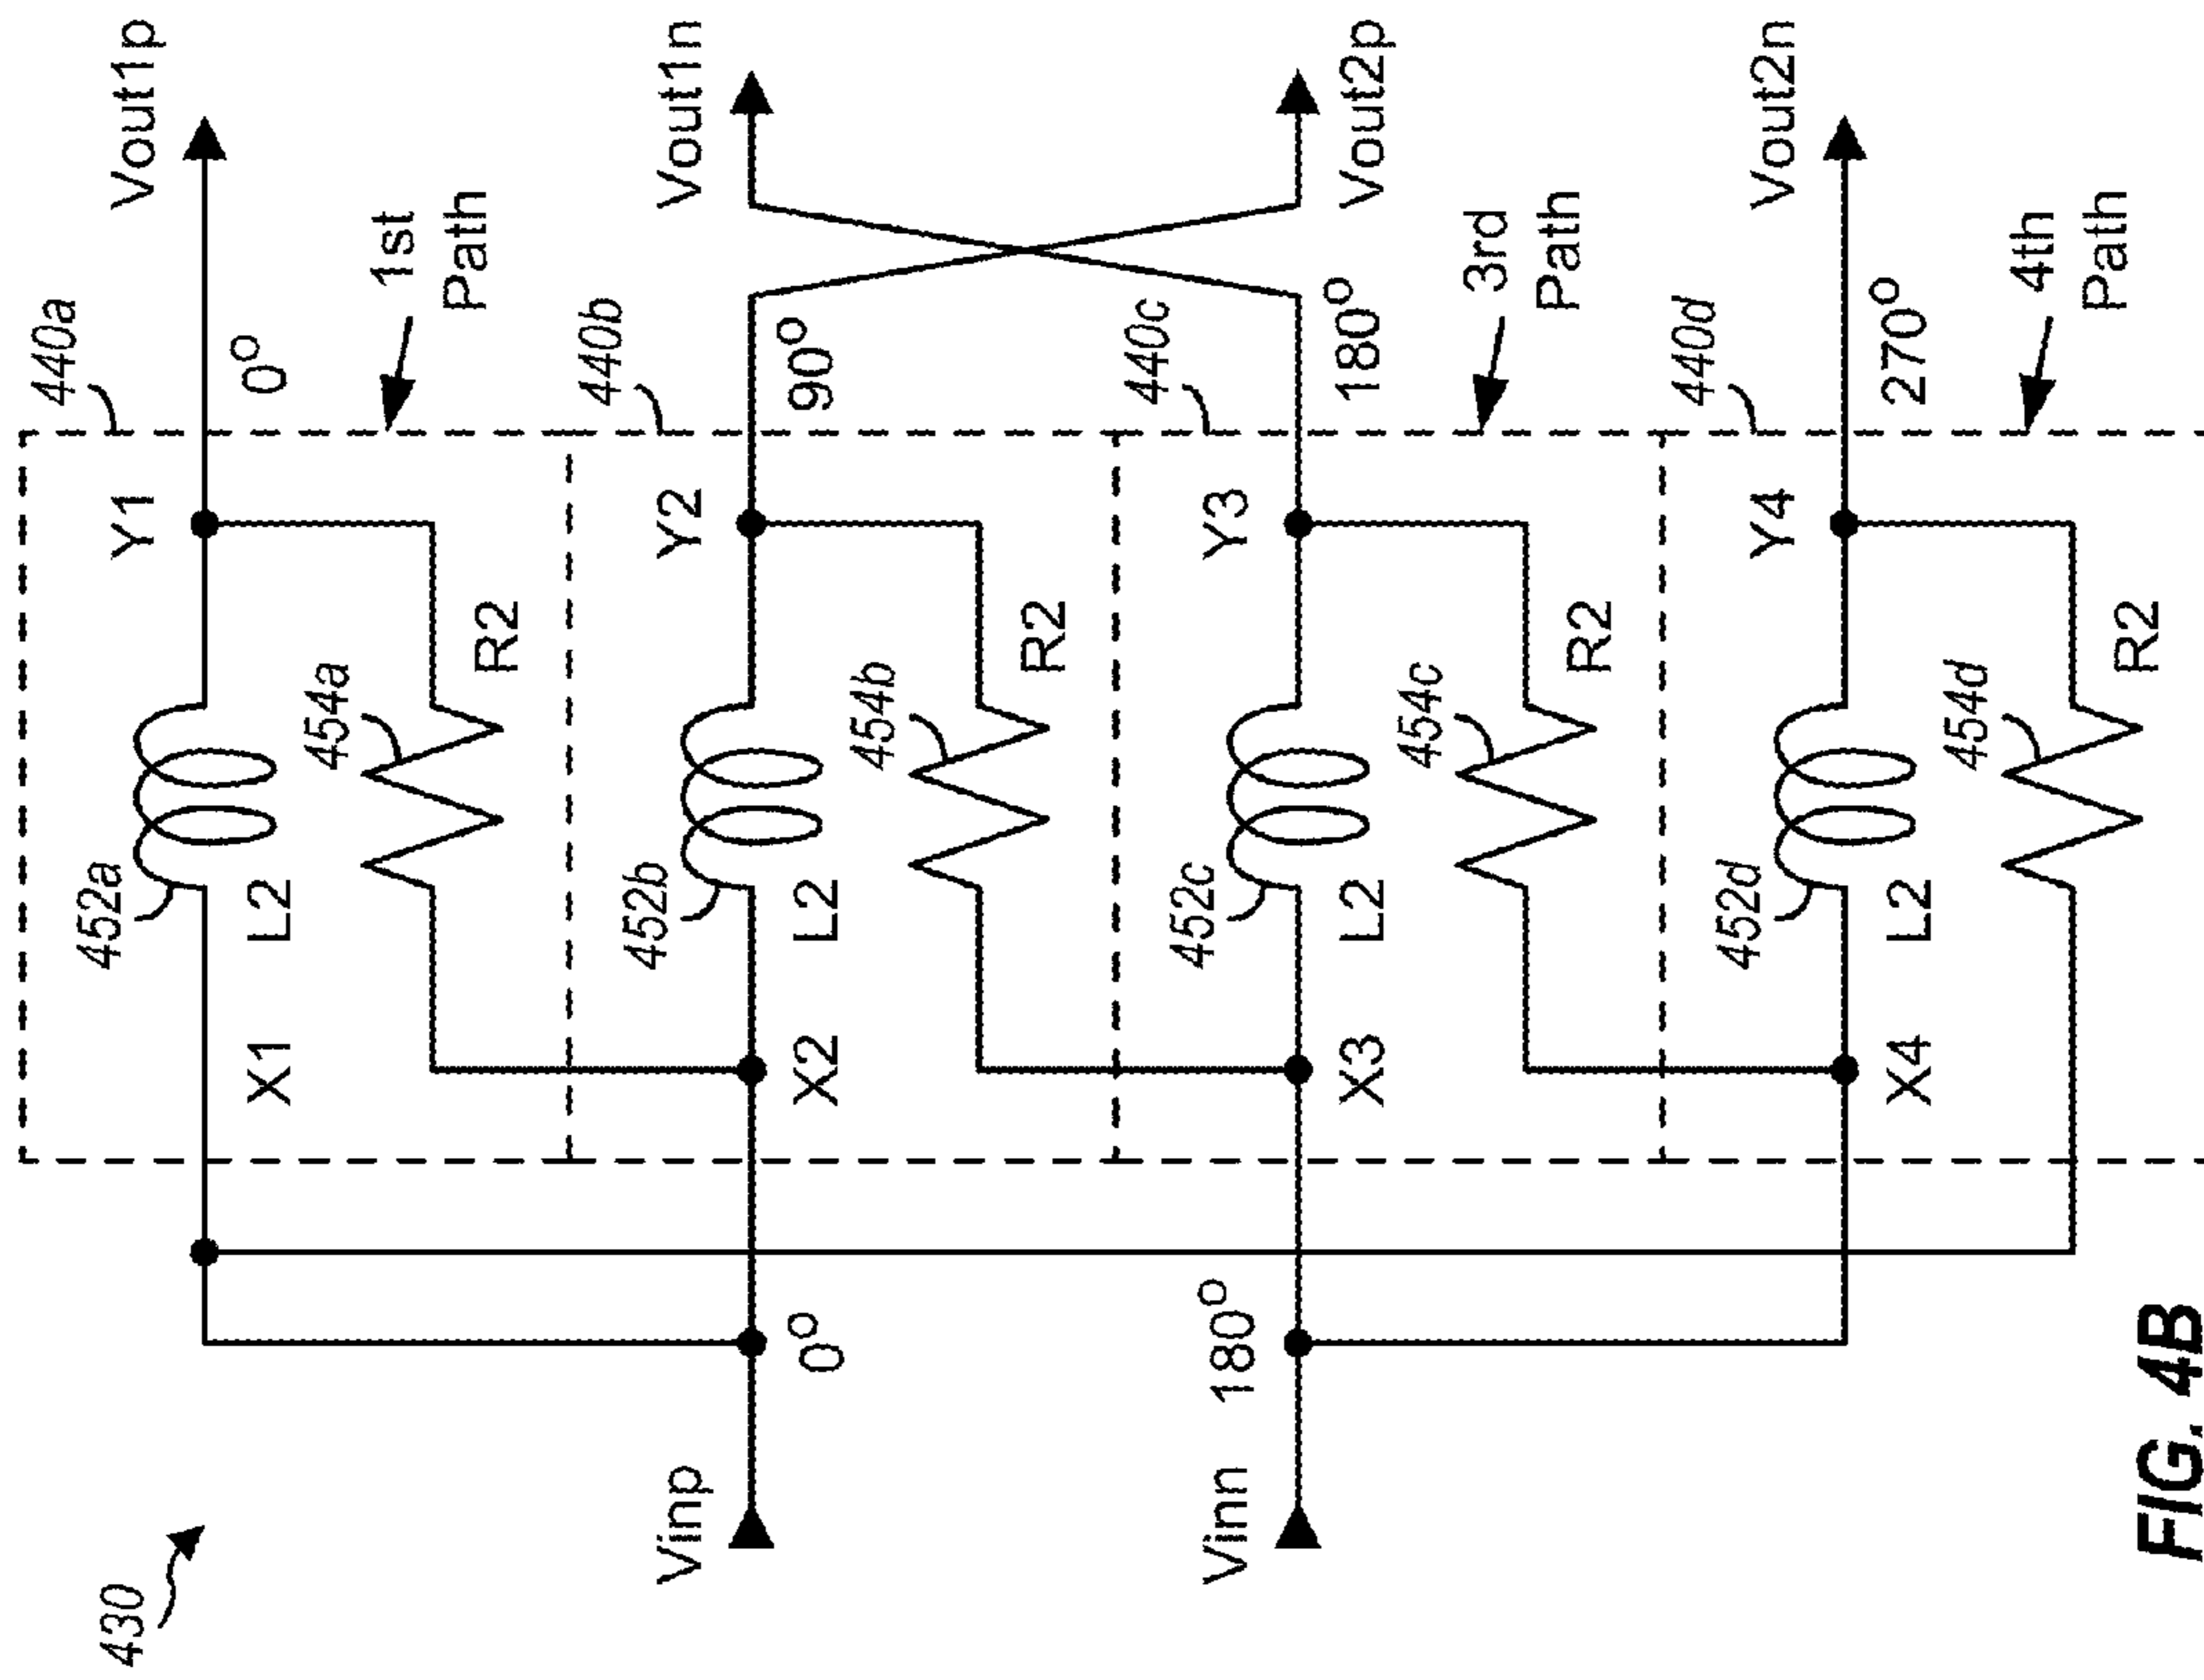 430
Vinp
0°
Vinn
180°
X1
452a
L2
454a
R2
Y1
440a
0°
1st
Path
Vout1p
X2
452b
L2
454b
R2
Y2
440b
90°
Vout1n
X3
452c
L2
454c
R2
Y3
440c
180°
3rd
Path
Vout2p
X4
452d
L2
454d
R2
Y4
440d
270°
4th
Path
Vout2n
FIG. 4B